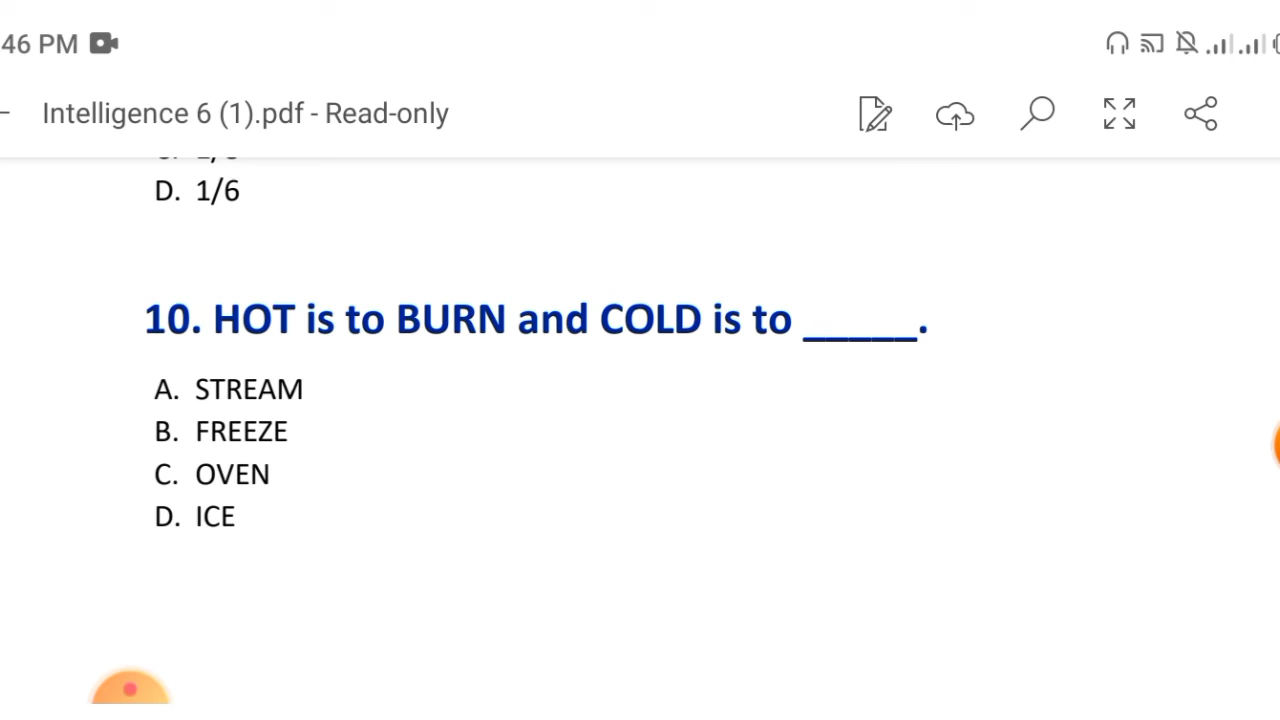 46 PM
Intelligence 6 (1).pdf - Read-only
D. 1/6
10. HOT is to BURN and COLD is to _____.
A. STREAM
B. FREEZE
C. OVEN
D. ICE